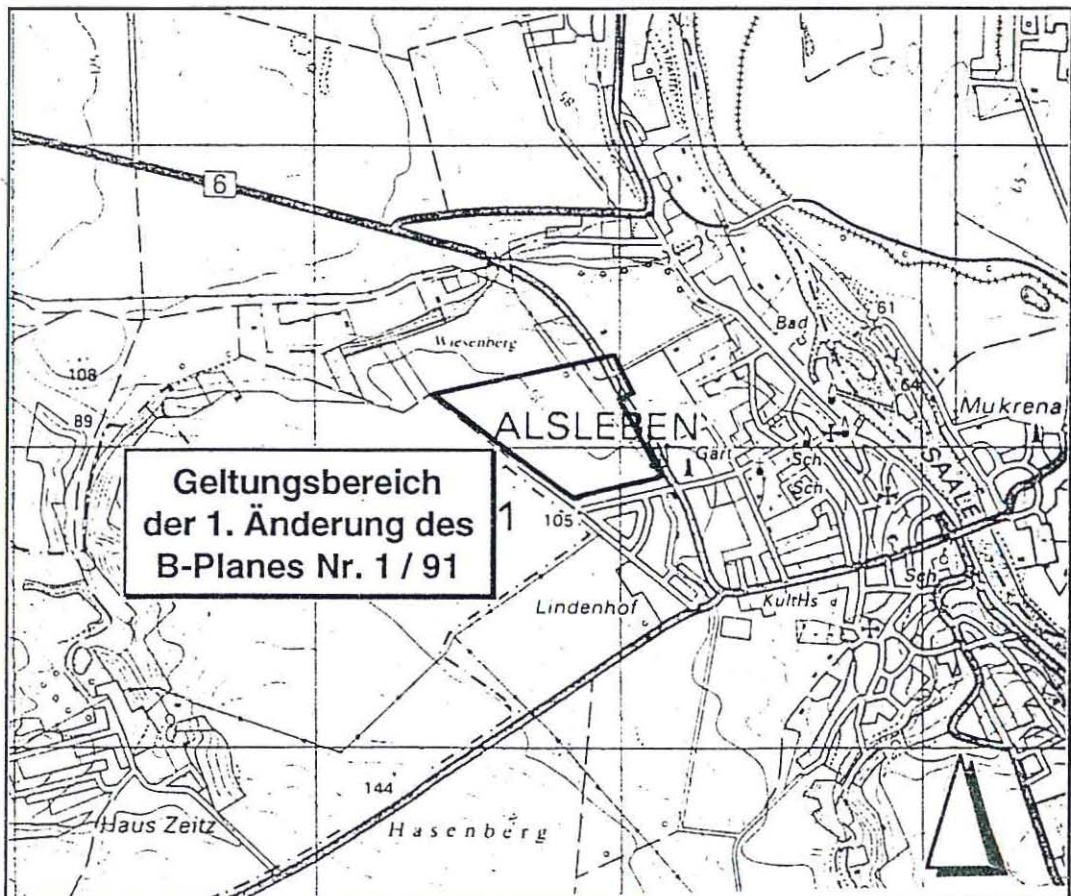 6
Wiesenberg
Bad
61
108
64
Mukrena
89
ALSLEBEN
Gärt
Sch
Sch
SAALE
Geltungsbereich
der 1. Änderung des
B-Planes Nr. 1 / 91
1
105
Lindenhof
KultHs
Sch
144
Haus Zeitz
Hasenberg